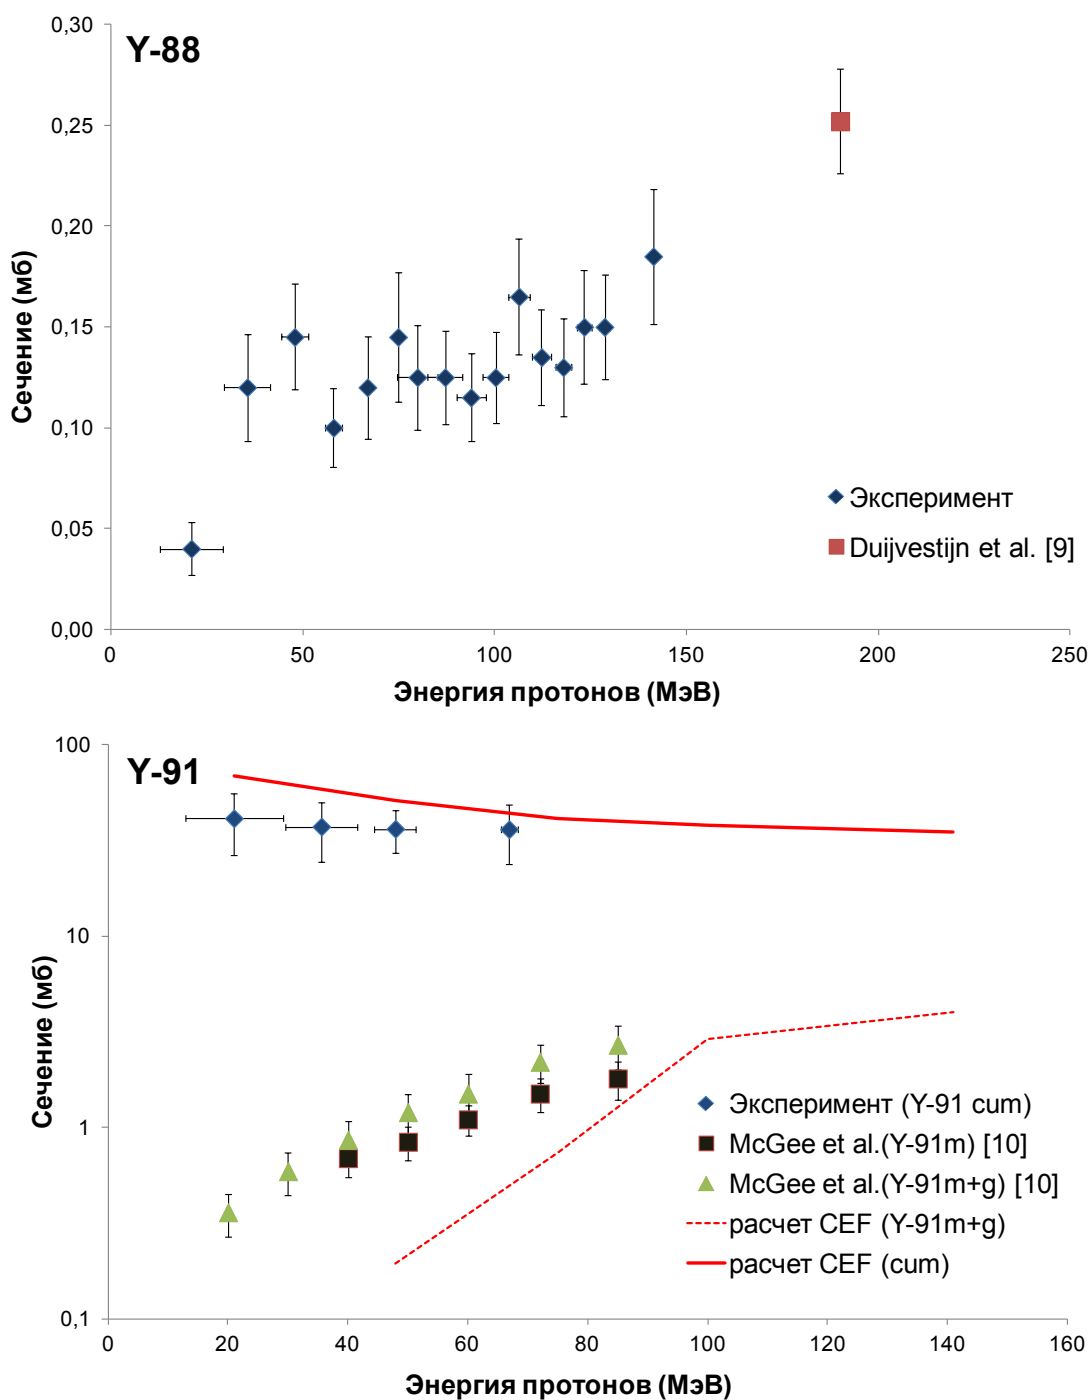 Y-88
0,30
0,25
0,20
0,15
0,10
0,05
0,00
Сечение (мб)
Эксперимент
Duijvestijn et al. [9]
0 50 100 150 200 250
Энергия протонов (МэВ)
Y-91
100
10
1
0,1
Сечение (мб)
Эксперимент (Y-91 cum)
McGee et al.(Y-91m) [10]
McGee et al.(Y-91m+g) [10]
расчет CEF (Y-91m+g)
расчет CEF (cum)
0 20 40 60 80 100 120 140 160
Энергия протонов (МэВ)